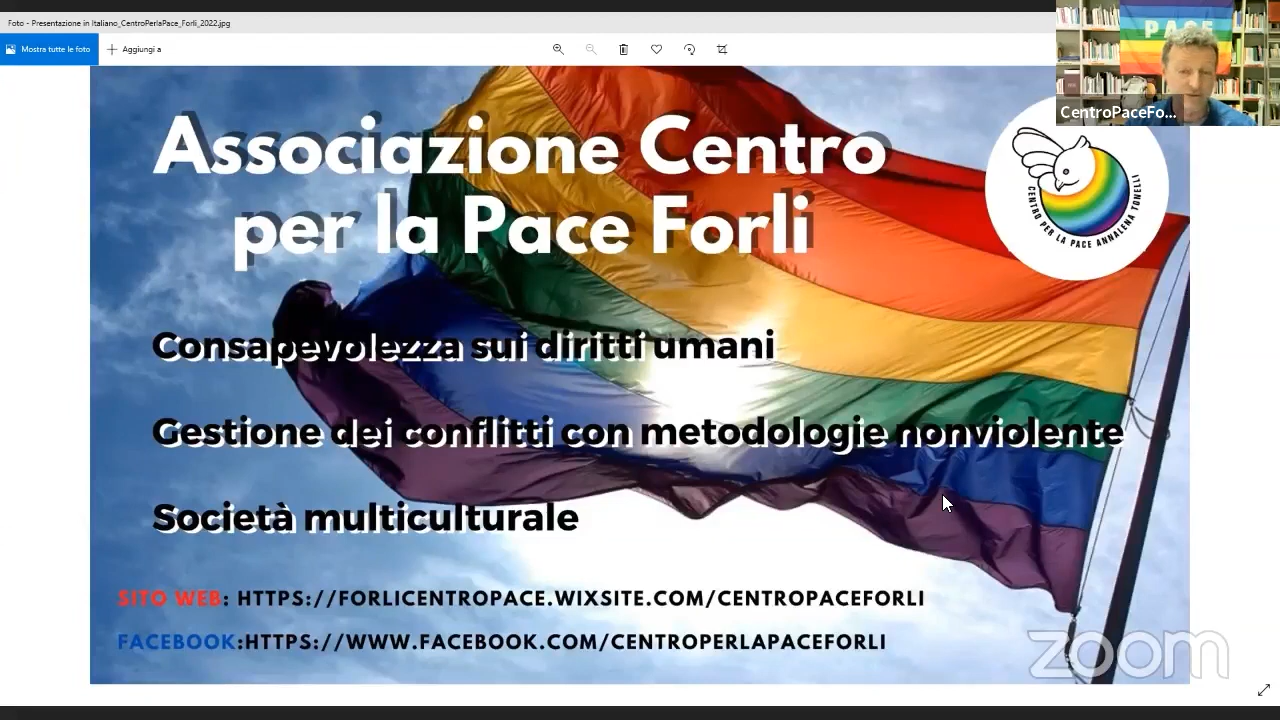 Foto - Presentazione in Italiano_CentroPerlaPace_Forlì_2022.jpg
Mostra tutte le foto
Aggiungi a
PACE
CentroPaceFo...
Associazione Centro
per la Pace Forlì
CENTRO PER LA PACE ANNALENA TONELLI
Consapevolezza sui diritti umani
Gestione dei conflitti con metodologie nonviolente
Società multiculturale
SITO WEB: HTTPS://FORLICENTROPACE.WIXSITE.COM/CENTROPACEFORLI
FACEBOOK:HTTPS://WWW.FACEBOOK.COM/CENTROPERLAPACEFORLI
zoom